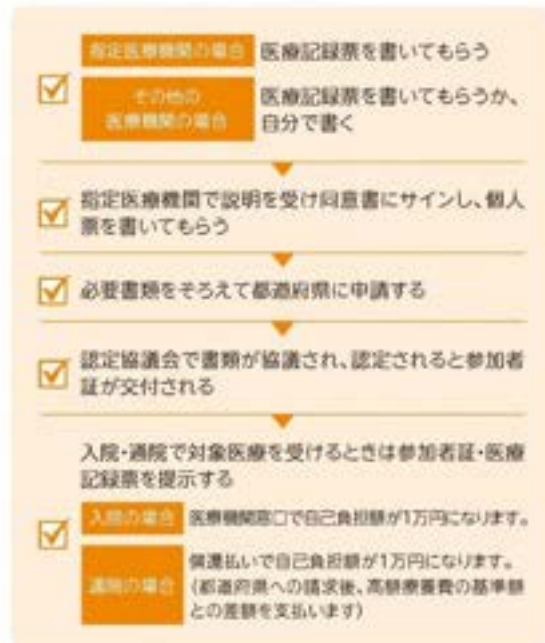 指定医療機関の場合 医療記録票を書いてもらう
その他の
医療機関の場合
医療記録票を書いてもらうか、
自分で書く
指定医療機関で説明を受け同意書にサインし、個人
票を書いてもらう
必要書類をそろえて都道府県に申請する
認定協議会で書類が協議され、認定されると参加者
証が交付される
入院・通院で対象医療を受けるときは参加者証・医療
記録票を提示する
入院の場合 医療機関窓口で自己負担額が1万円になります。
通院の場合
償還払いで自己負担額が1万円になります。
(都道府県への請求後、高額療養費の基準額
との差額を支払います)